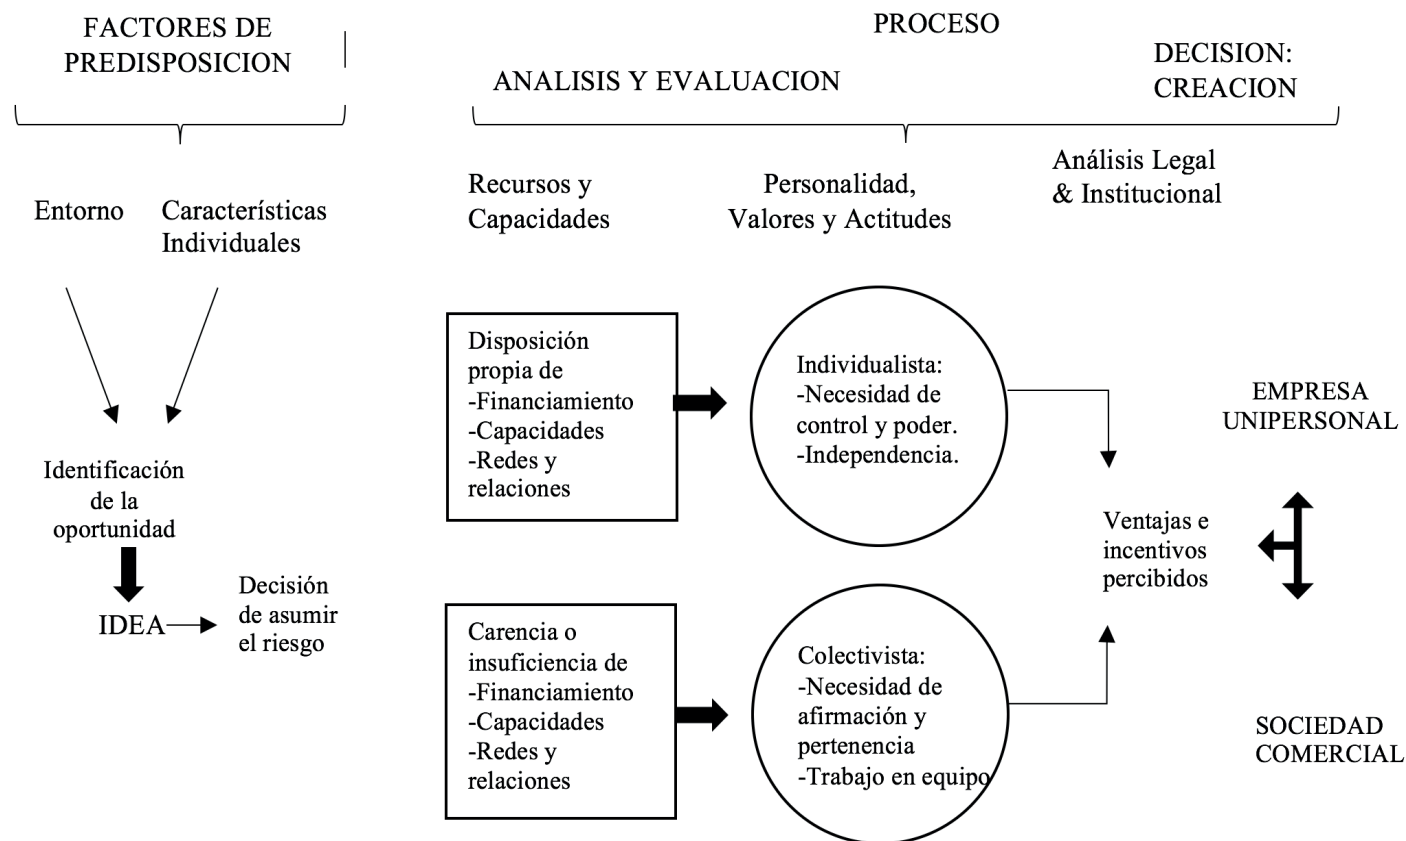 FACTORES DE
PREDISPOSICION
PROCESO
ANALISIS Y EVALUACION
DECISION:
CREACION
Entorno
Características
Individuales
Recursos y
Capacidades
Personalidad,
Valores y Actitudes
Análisis Legal
& Institucional
Identificación
de la
oportunidad
IDEA
Decisión
de asumir
el riesgo
Disposición
propia de
-Financiamiento
-Capacidades
-Redes y
relaciones
Individualista:
-Necesidad de
control y poder.
-Independencia.
Carencia o
insuficiencia de
-Financiamiento
-Capacidades
-Redes y
relaciones
Colectivista:
-Necesidad de
afirmación y
pertenencia
-Trabajo en equipo
Ventajas e
incentivos
percibidos
EMPRESA
UNIPERSONAL
SOCIEDAD
COMERCIAL